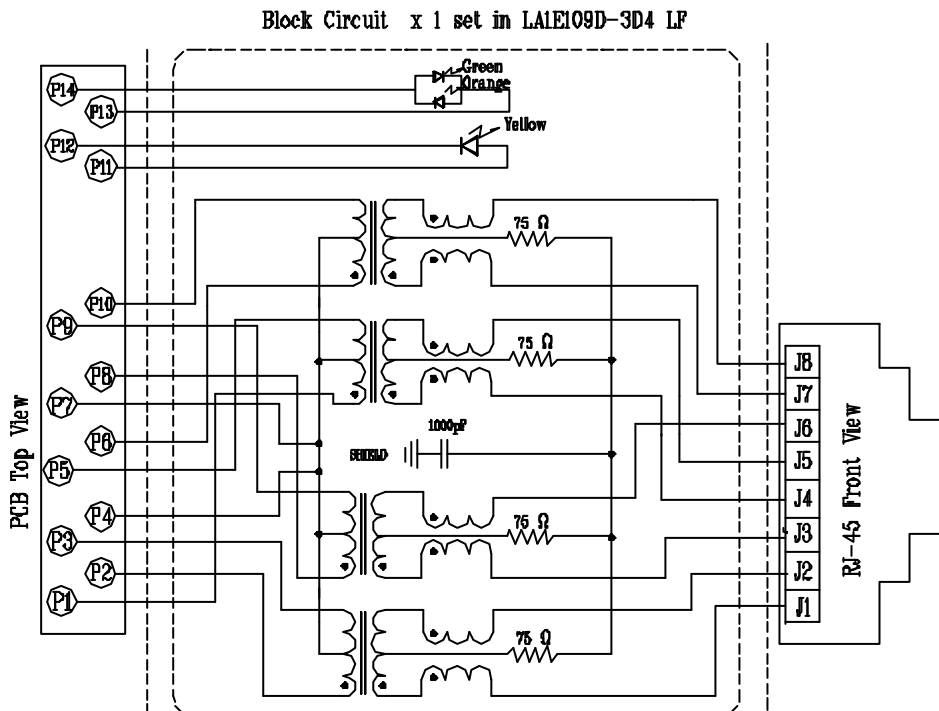 Block Circuit x 1 set in LA1E109D-3D4 LF
P14
Green
Orange
P13
P12
Yellow
P11
75 Ω
P10
P9
75 Ω
P8
J8
P7
J7
1000pF
J6
P6
SHIELD
J5
P5
J4
P4
75 Ω
J3
P3
P2
J2
P1
J1
75 Ω
PCB Top View
RJ-45 Front View